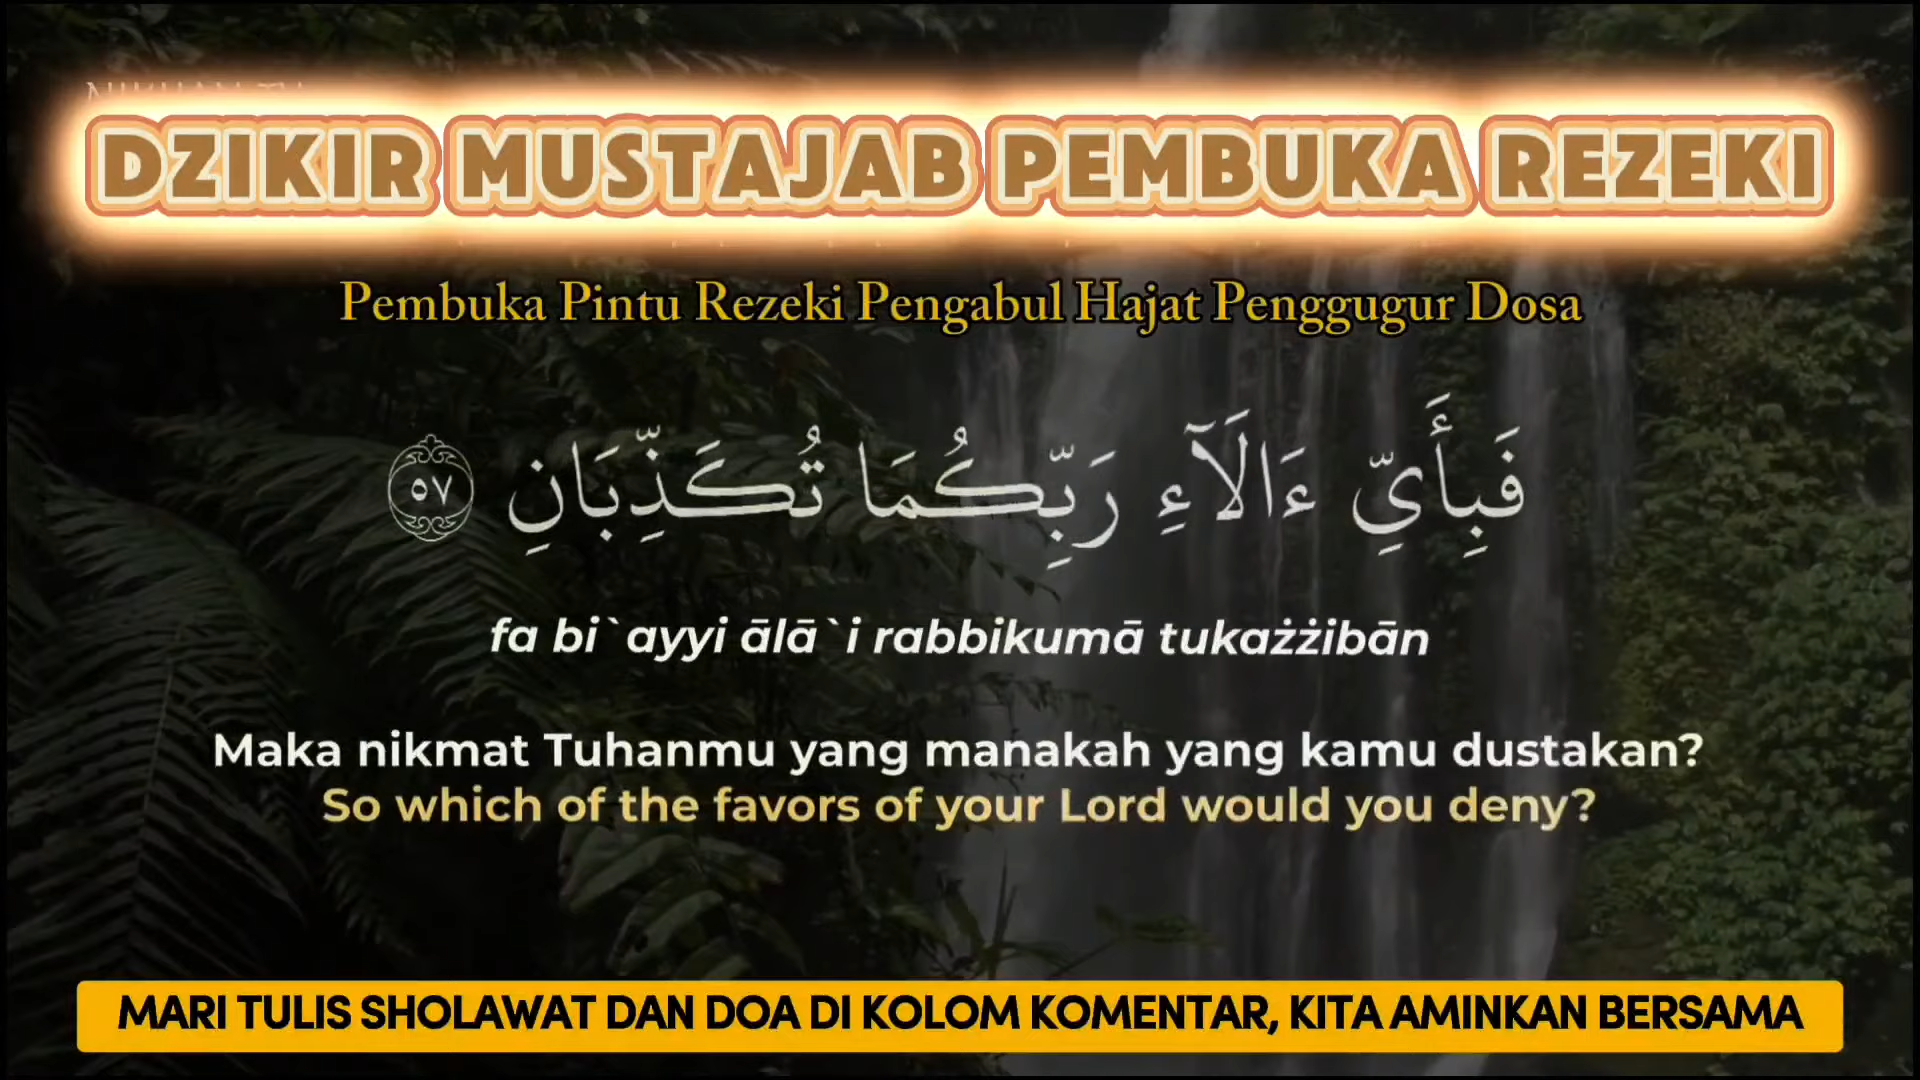 DZIKIR MUSTAJAB PEMBUKA REZEKI
Pembuka Pintu Rezeki Pengabul Hajat Penggugur Dosa
فَبِأَيِّ ءَالَآءِ رَبِّكُمَا تُكَذِّبَانِ ٥٧
fa bi`ayyi ālā`i rabbikumā tukażżibān
Maka nikmat Tuhanmu yang manakah yang kamu dustakan?
So which of the favors of your Lord would you deny?
MARI TULIS SHOLAWAT DAN DOA DI KOLOM KOMENTAR, KITA AMINKAN BERSAMA